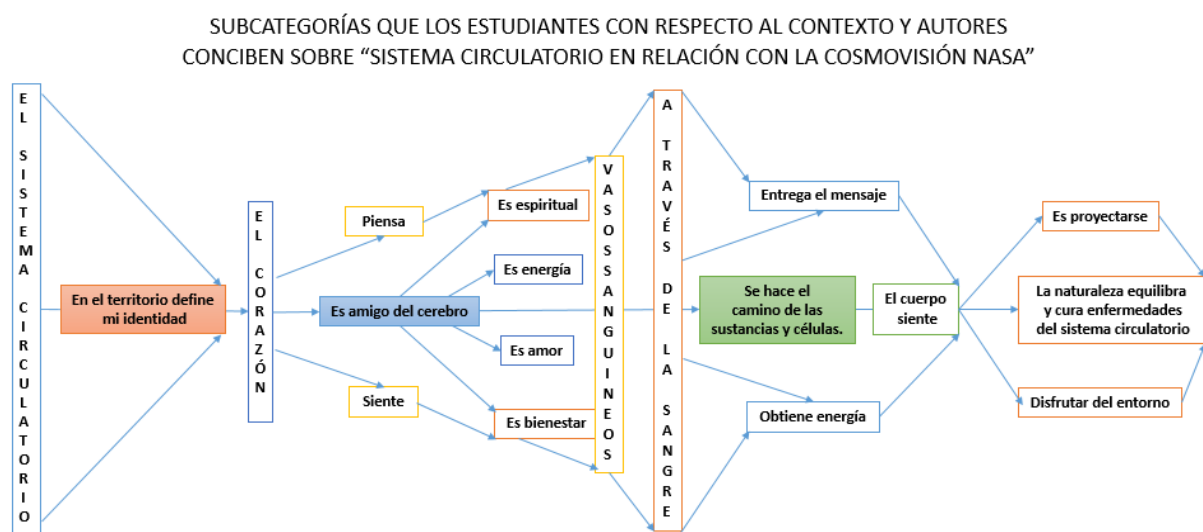 SUBCATEGORÍAS QUE LOS ESTUDIANTES CON RESPECTO AL CONTEXTO Y AUTORES
CONCIBEN SOBRE “SISTEMA CIRCULATORIO EN RELACIÓN CON LA COSMOVISIÓN NASA”
EL SISTEMA CIRCULATORIO
En el territorio define
mi identidad
EL CORAZÓN
Piensa
Es amigo del cerebro
Siente
Es espiritual
Es energía
Es amor
Es bienestar
VASOSSANGUINEOS
A TRAVÉS DE LA SANGRE
Entrega el mensaje
Se hace el
camino de las
sustancias y células.
Obtiene energía
El cuerpo
siente
Es proyectarse
La naturaleza equilibra
y cura enfermedades
del sistema circulatorio
Disfrutar del entorno